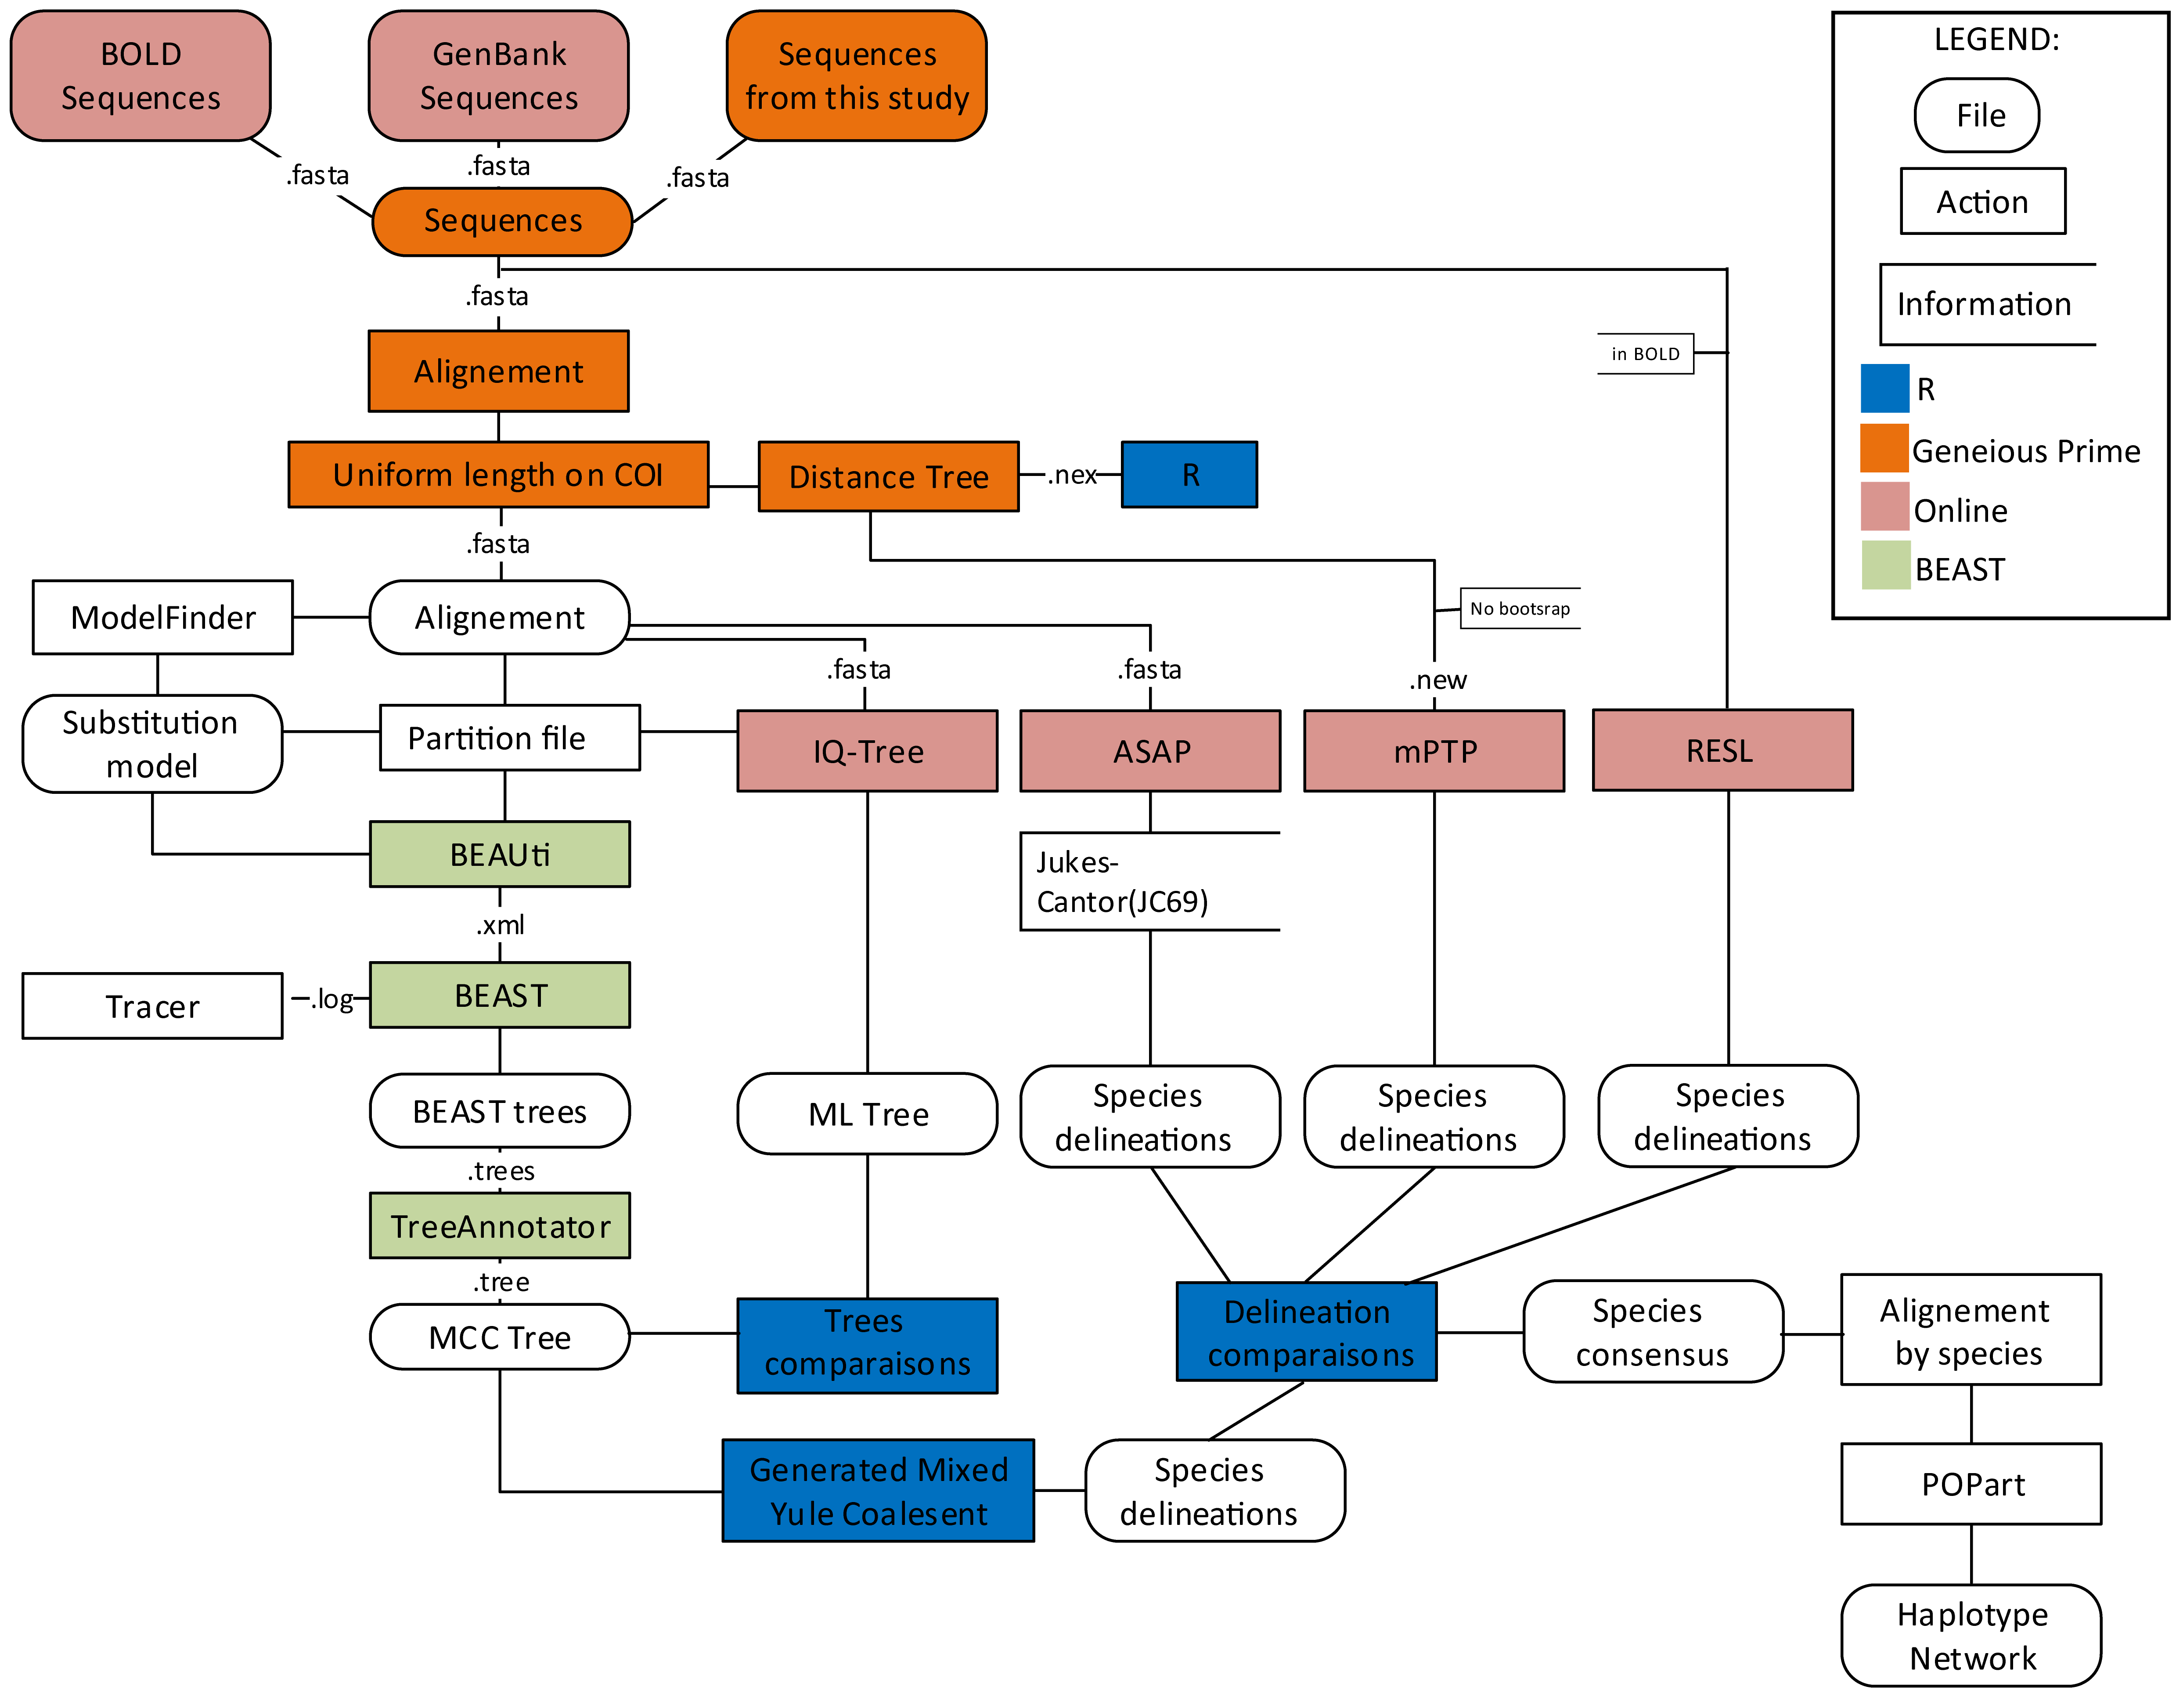 BOLD
Sequences
GenBank
Sequences
Sequences
from this study
LEGEND:
File
Action
Information
R
Geneious Prime
Online
BEAST
.fasta
.fasta
.fasta
Sequences
.fasta
in BOLD
Alignement
Uniform length on COI
Distance Tree
.nex
R
.fasta
No bootsrap
ModelFinder
Alignement
.fasta
.fasta
.new
Substitution
model
Partition file
IQ-Tree
ASAP
mPTP
RESL
BEAUti
Jukes-
Cantor(JC69)
.xml
Tracer
.log
BEAST
BEAST trees
ML Tree
Species
delineations
Species
delineations
Species
delineations
.trees
TreeAnnotator
.tree
MCC Tree
Trees
comparaisons
Delineation
comparaisons
Species
consensus
Alignement
by species
Generated Mixed
Yule Coalesent
Species
delineations
POPart
Haplotype
Network